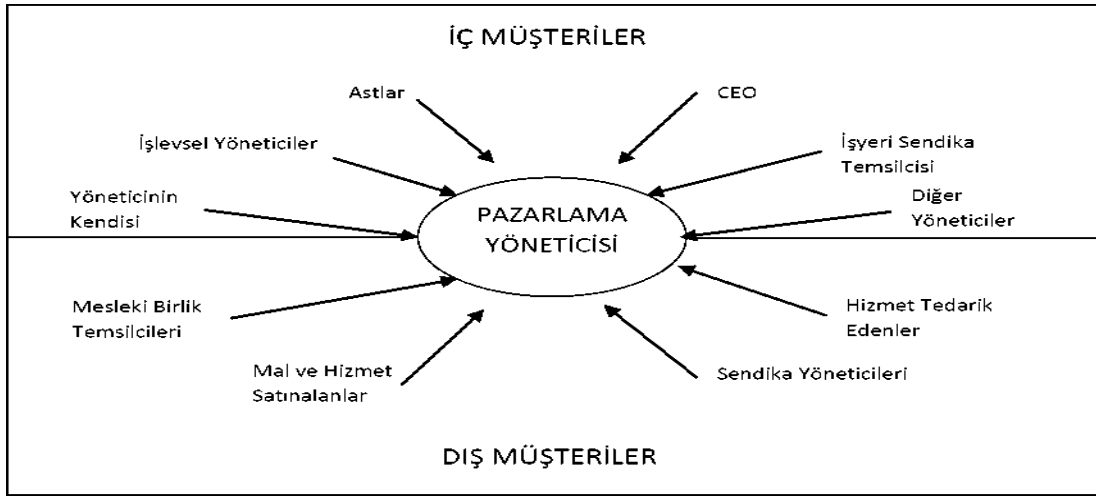 İÇ MÜŞTERİLER
Astlar
CEO
İşlevsel Yöneticiler
İşyeri Sendika
Temsilcisi
Yöneticinin
Kendisi
PAZARLAMA
YÖNETİCİSİ
Diğer
Yöneticiler
Mesleki Birlik
Temsilcileri
Hizmet Tedarik
Edenler
Mal ve Hizmet
Satınalanlar
Sendika Yöneticileri
DIŞ MÜŞTERİLER